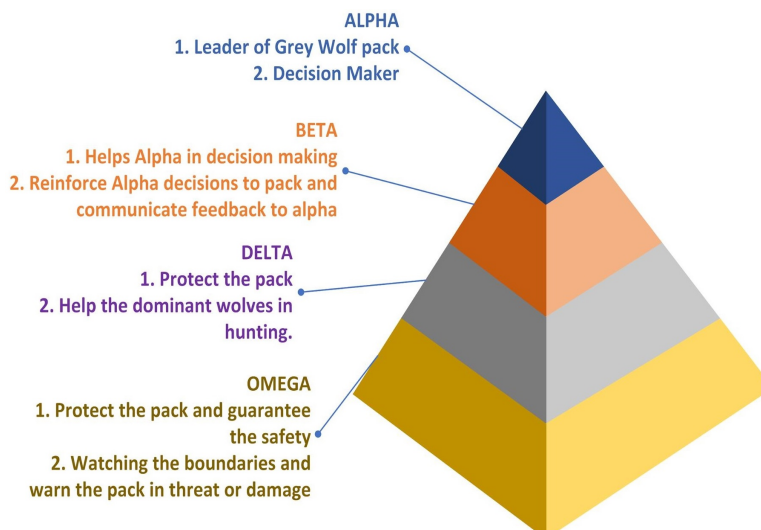 ALPHA
1. Leader of Grey Wolf pack
2. Decision Maker
BETA
1. Helps Alpha in decision making
2. Reinforce Alpha decisions to pack and
communicate feedback to alpha
DELTA
1. Protect the pack
2. Help the dominant wolves in
hunting.
OMEGA
1. Protect the pack and guarantee
the safety
2. Watching the boundaries and
warn the pack in threat or damage